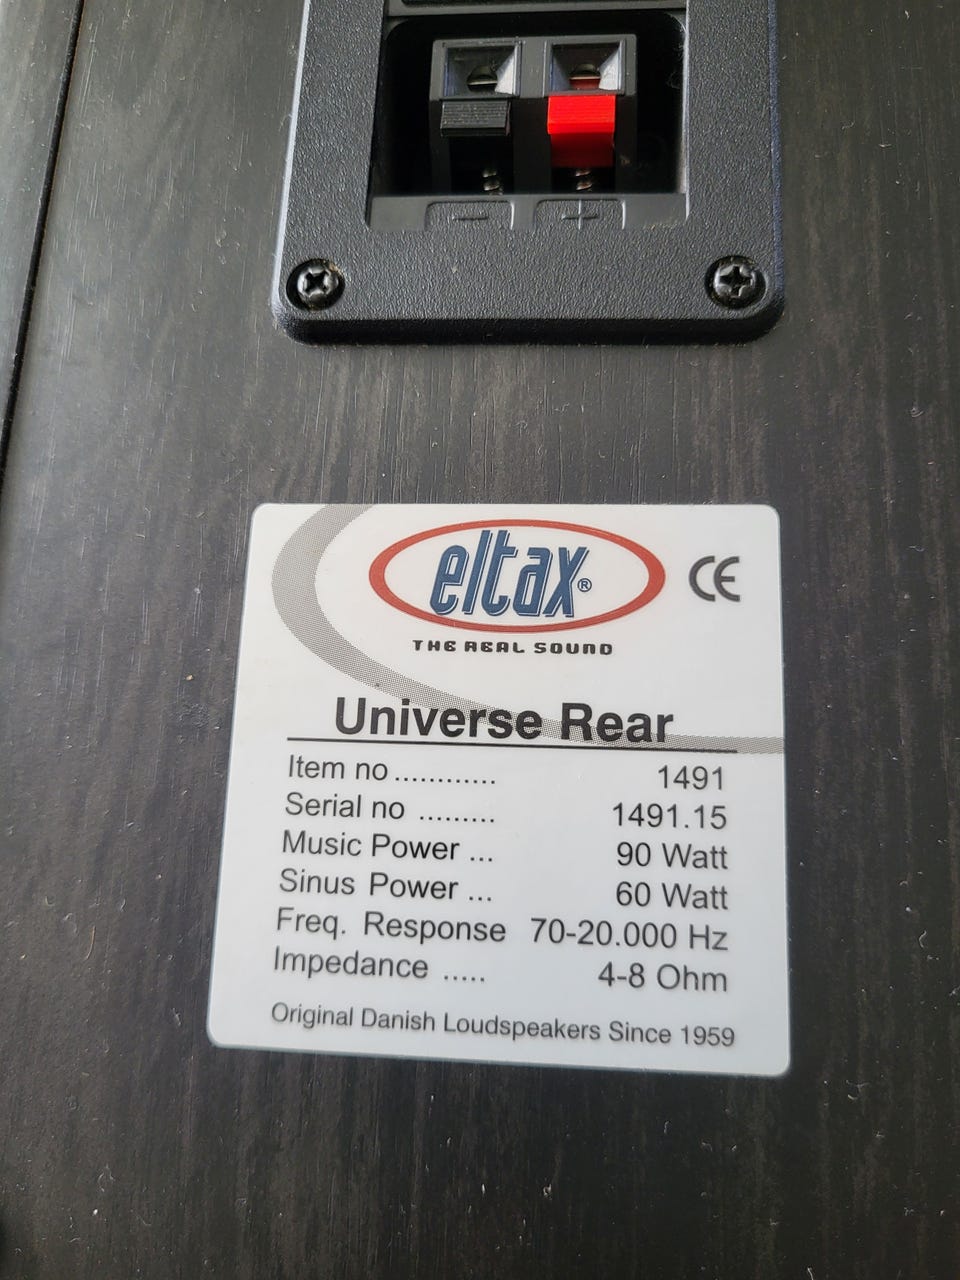 - +
eltax®
CE
THE REAL SOUND
Universe Rear
Item no ............ 1491
Serial no ......... 1491.15
Music Power ... 90 Watt
Sinus Power ... 60 Watt
Freq. Response 70-20.000 Hz
Impedance ..... 4-8 Ohm
Original Danish Loudspeakers Since 1959